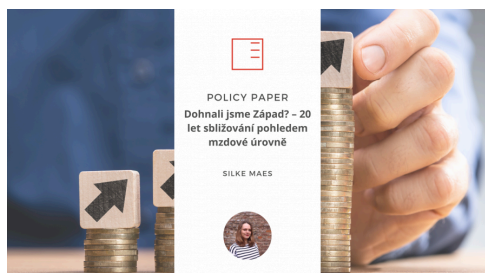 POLICY PAPER
Dohnali jsme Západ? – 20
let sbližování pohledem
mzdové úrovně
SILKE MAES